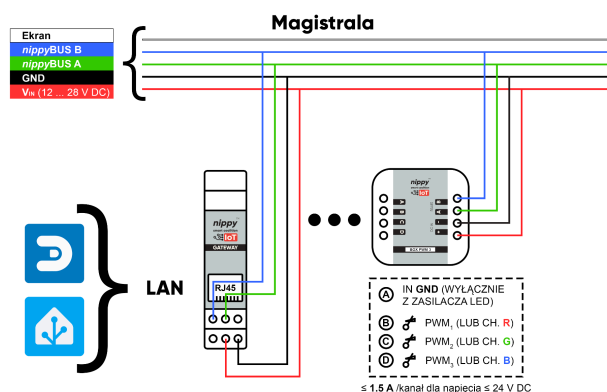 Magistrala
Ekran
nippyBUS B
nippyBUS A
GND
VIN (12 ... 28 V DC)
nippy
IoT
GATEWAY
RJ45
LAN
nippy
IoT
A
B
C
D
B
A
-
+
BOX PWM 3
A IN GND (WYŁĄCZNIE
Z ZASILACZA LED)
B PWM1 (LUB CH. R)
C PWM2 (LUB CH. G)
D PWM3 (LUB CH. B)
≤ 1.5 A /kanał dla napięcia ≤ 24 V DC